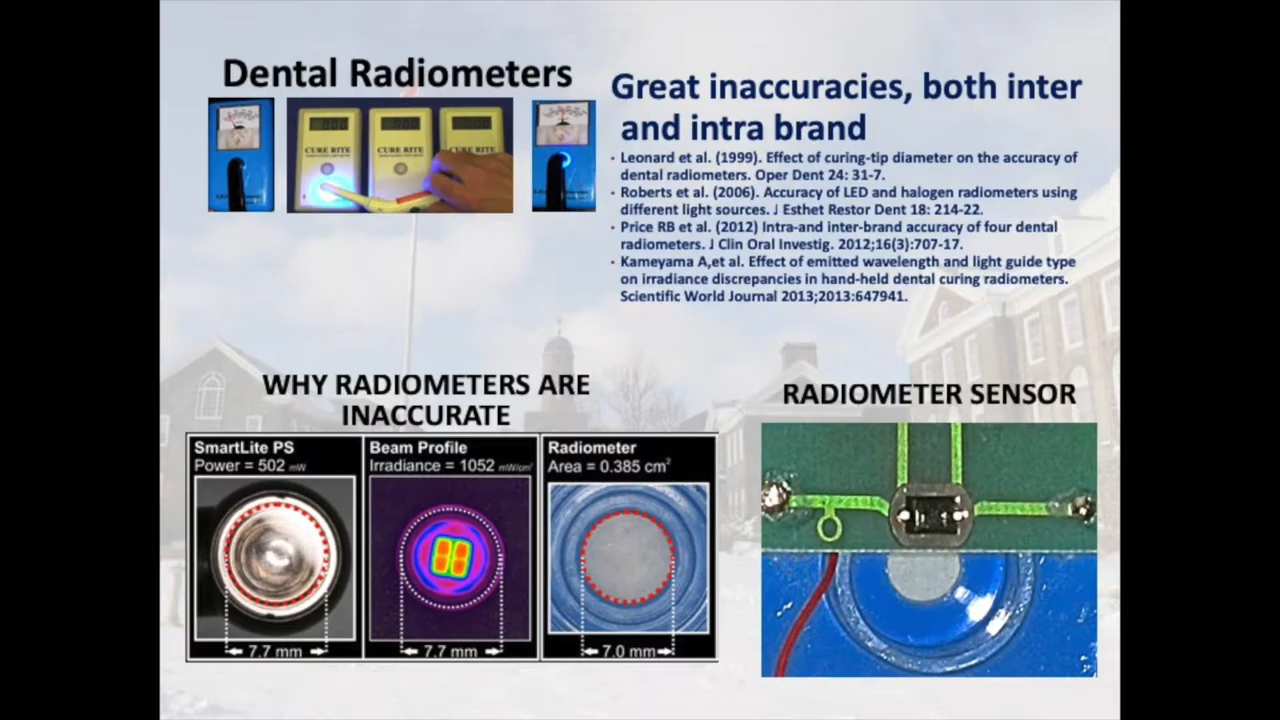 Dental Radiometers
CURE RITE
CURE RITE
CURE RITE
Great inaccuracies, both inter
and intra brand
• Leonard et al. (1999). Effect of curing-tip diameter on the accuracy of
dental radiometers. Oper Dent 24: 31-7.
• Roberts et al. (2006). Accuracy of LED and halogen radiometers using
different light sources. J Esthet Restor Dent 18: 214-22.
• Price RB et al. (2012) Intra-and inter-brand accuracy of four dental
radiometers. J Clin Oral Investig. 2012;16(3):707-17.
• Kameyama A,et al. Effect of emitted wavelength and light guide type
on irradiance discrepancies in hand-held dental curing radiometers.
Scientific World Journal 2013;2013:647941.
WHY RADIOMETERS ARE
INACCURATE
SmartLite PS
Power = 502 mW
7.7 mm
Beam Profile
Irradiance = 1052 mW/cm²
7.7 mm
Radiometer
Area = 0.385 cm²
7.0 mm
RADIOMETER SENSOR